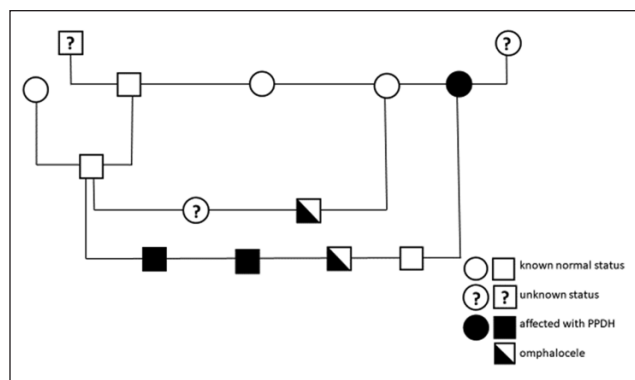 ?
?
?
known normal status
? ? unknown status
affected with PPDH
omphalocele